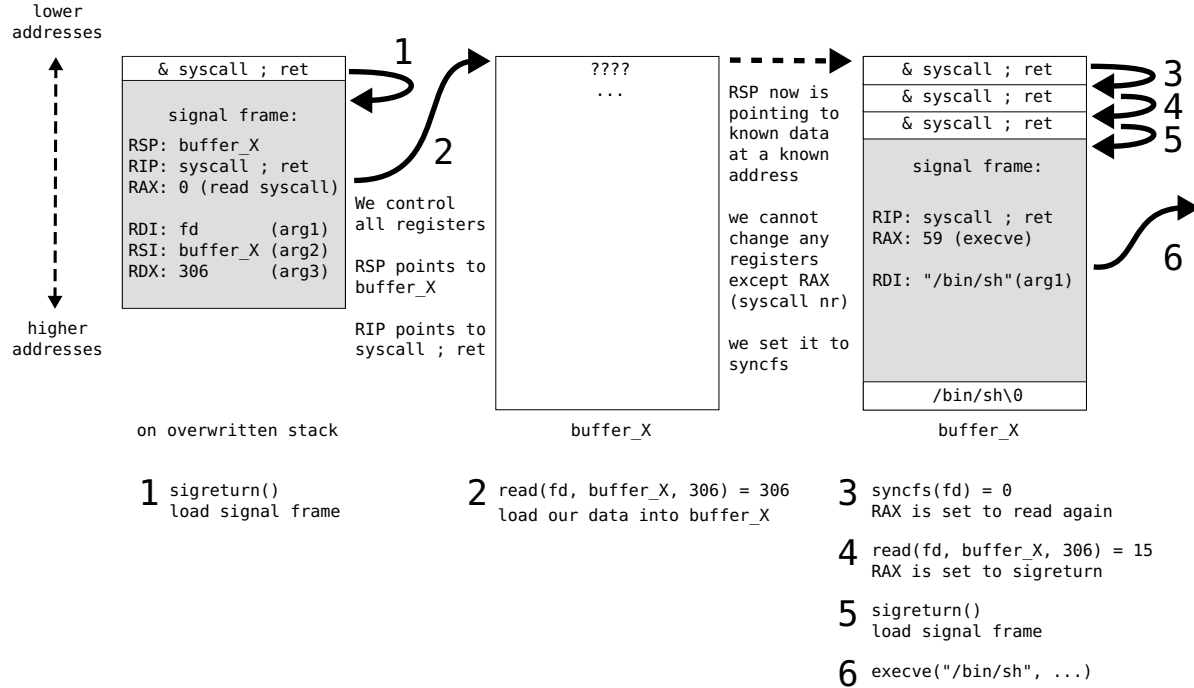 lower
addresses
higher
addresses
& syscall ; ret
signal frame:
RSP: buffer_X
RIP: syscall ; ret
RAX: 0 (read syscall)
RDI: fd (arg1)
RSI: buffer_X (arg2)
RDX: 306 (arg3)
on overwritten stack
1
2
We control
all registers
RSP points to
buffer_X
RIP points to
syscall ; ret
????
...
buffer_X
RSP now is
pointing to
known data
at a known
address
we cannot
change any
registers
except RAX
(syscall nr)
we set it to
syncfs
& syscall ; ret
& syscall ; ret
& syscall ; ret
signal frame:
RIP: syscall ; ret
RAX: 59 (execve)
RDI: "/bin/sh"(arg1)
/bin/sh\0
buffer_X
3
4
5
6
1 sigreturn()
load signal frame
2 read(fd, buffer_X, 306) = 306
load our data into buffer_X
3 syncfs(fd) = 0
RAX is set to read again
4 read(fd, buffer_X, 306) = 15
RAX is set to sigreturn
5 sigreturn()
load signal frame
6 execve("/bin/sh", ...)